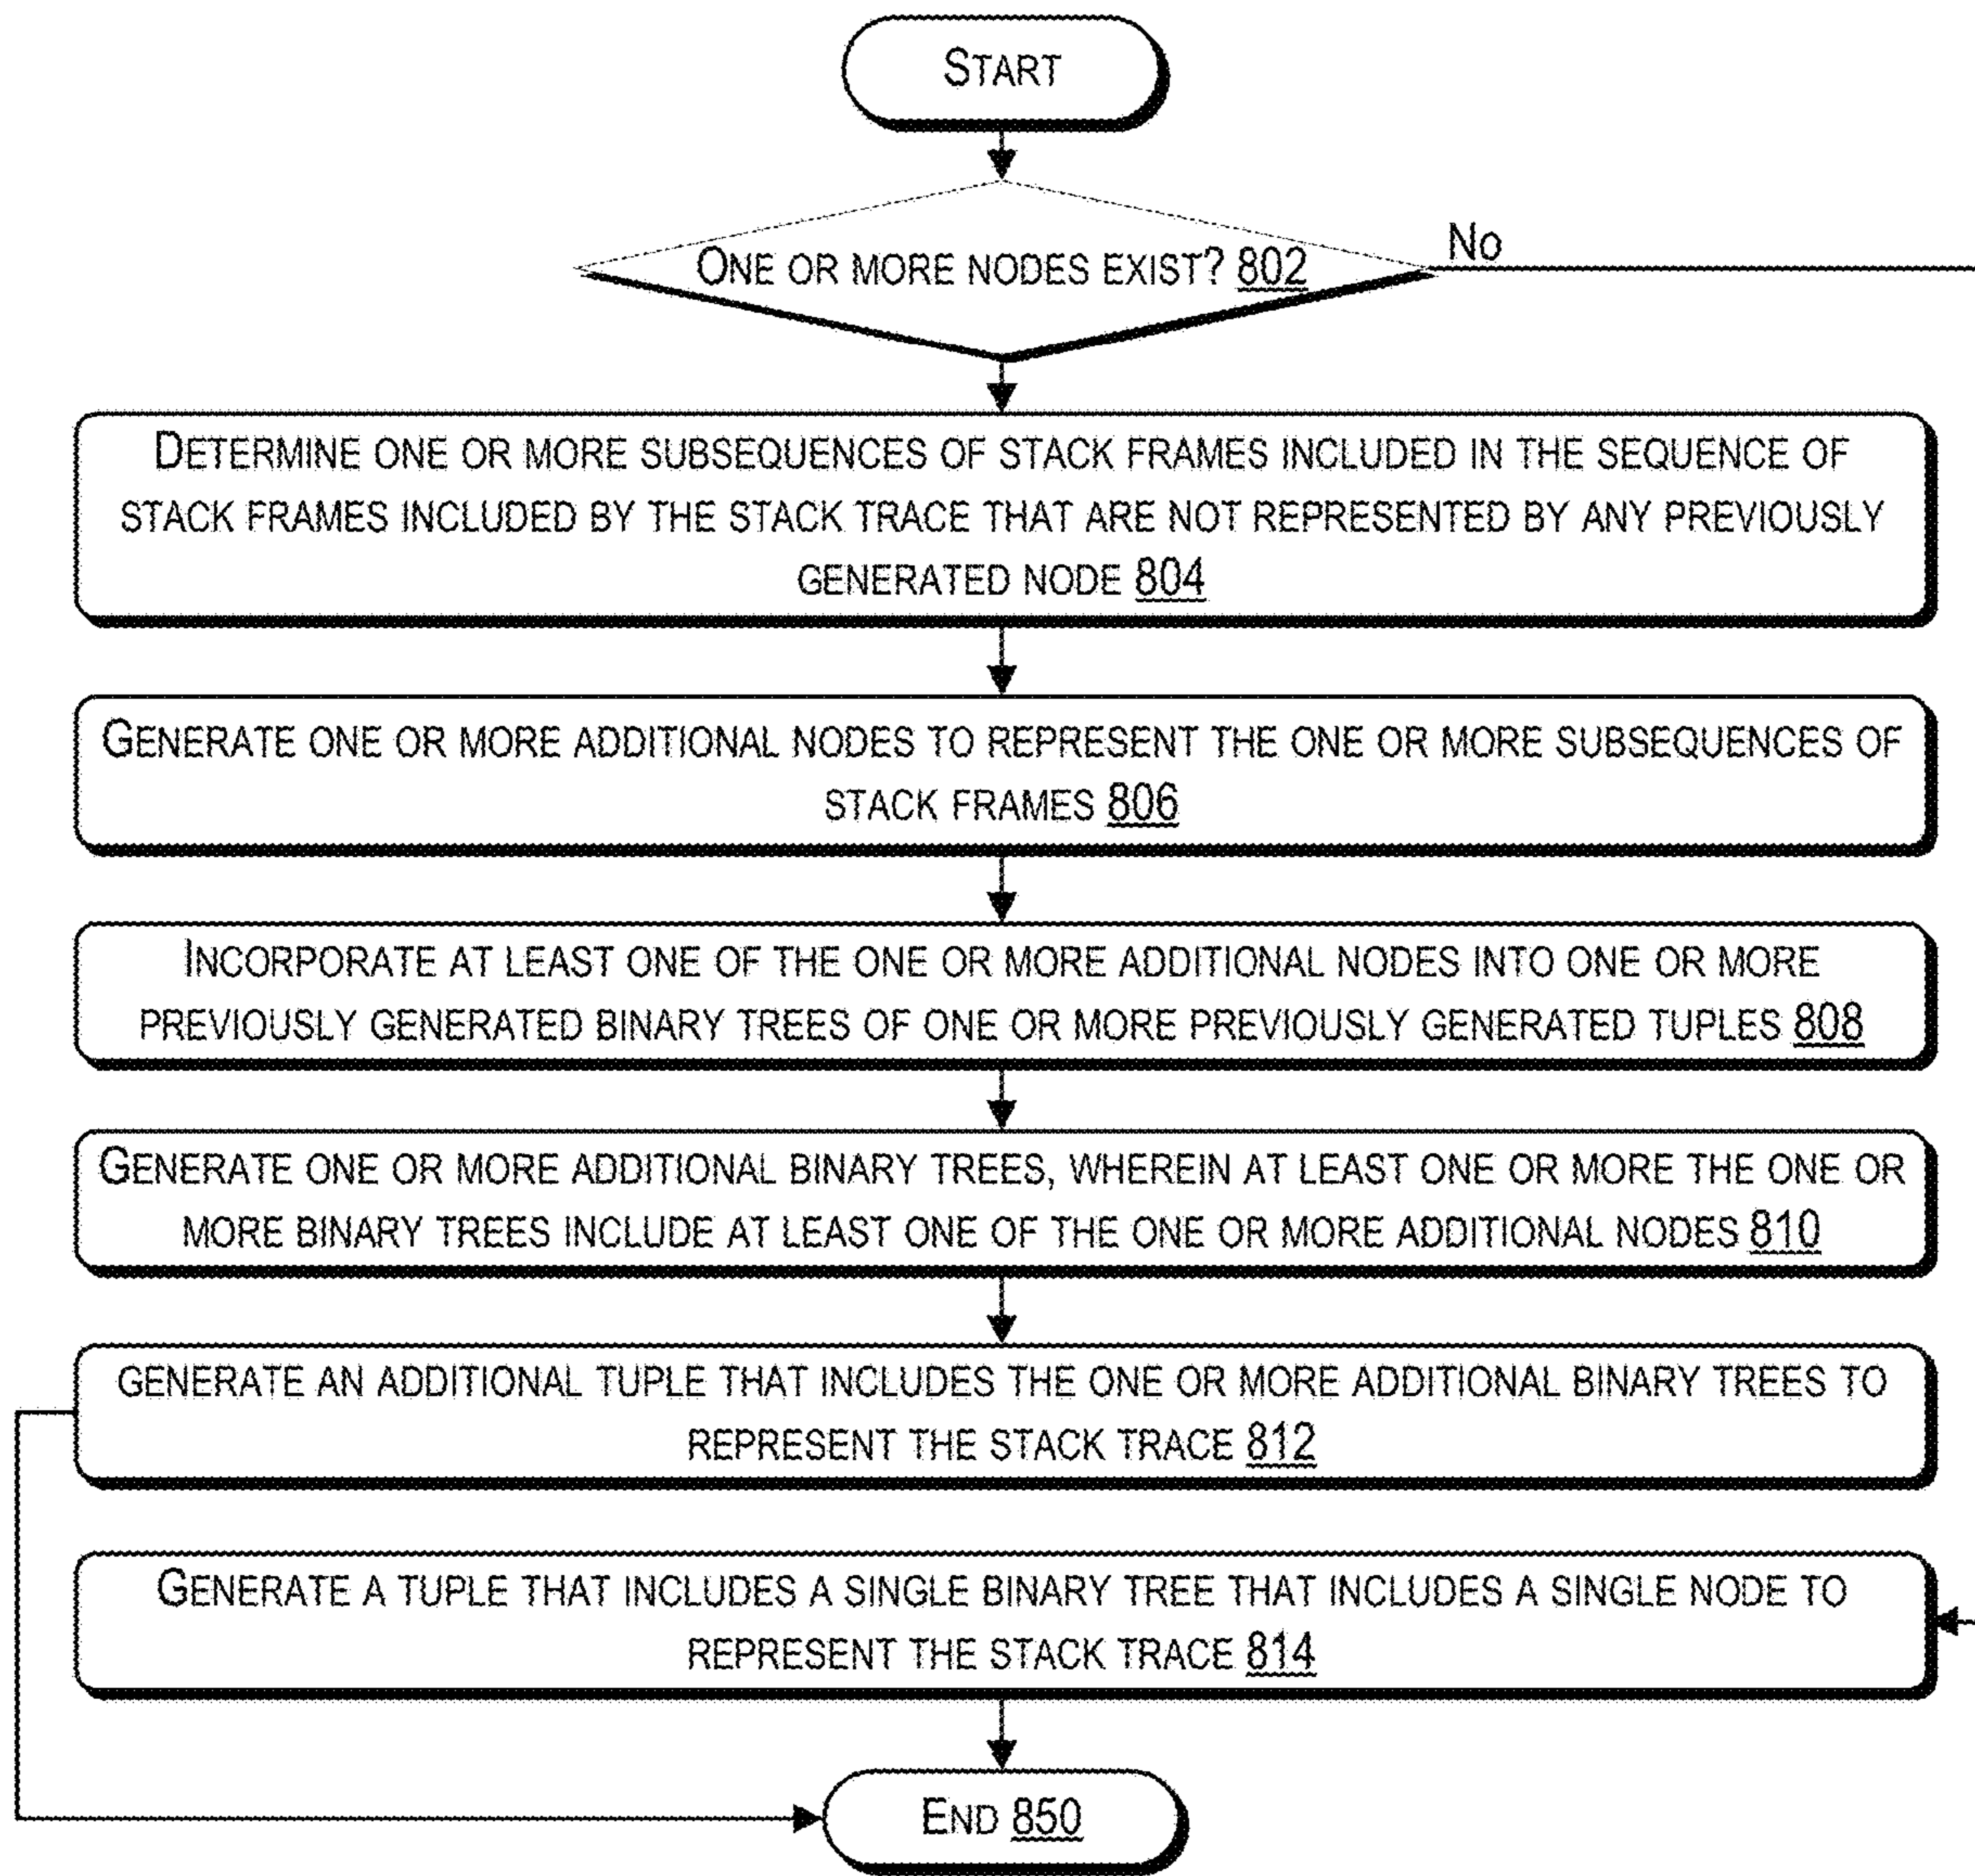 START
ONE OR MORE NODES EXIST? 802
NO
DETERMINE ONE OR MORE SUBSEQUENCES OF STACK FRAMES INCLUDED IN THE SEQUENCE OF
STACK FRAMES INCLUDED BY THE STACK TRACE THAT ARE NOT REPRESENTED BY ANY PREVIOUSLY
GENERATED NODE 804
GENERATE ONE OR MORE ADDITIONAL NODES TO REPRESENT THE ONE OR MORE SUBSEQUENCES OF
STACK FRAMES 806
INCORPORATE AT LEAST ONE OF THE ONE OR MORE ADDITIONAL NODES INTO ONE OR MORE
PREVIOUSLY GENERATED BINARY TREES OF ONE OR MORE PREVIOUSLY GENERATED TUPLES 808
GENERATE ONE OR MORE ADDITIONAL BINARY TREES, WHEREIN AT LEAST ONE OR MORE THE ONE OR
MORE BINARY TREES INCLUDE AT LEAST ONE OF THE ONE OR MORE ADDITIONAL NODES 810
GENERATE AN ADDITIONAL TUPLE THAT INCLUDES THE ONE OR MORE ADDITIONAL BINARY TREES TO
REPRESENT THE STACK TRACE 812
GENERATE A TUPLE THAT INCLUDES A SINGLE BINARY TREE THAT INCLUDES A SINGLE NODE TO
REPRESENT THE STACK TRACE 814
END 850